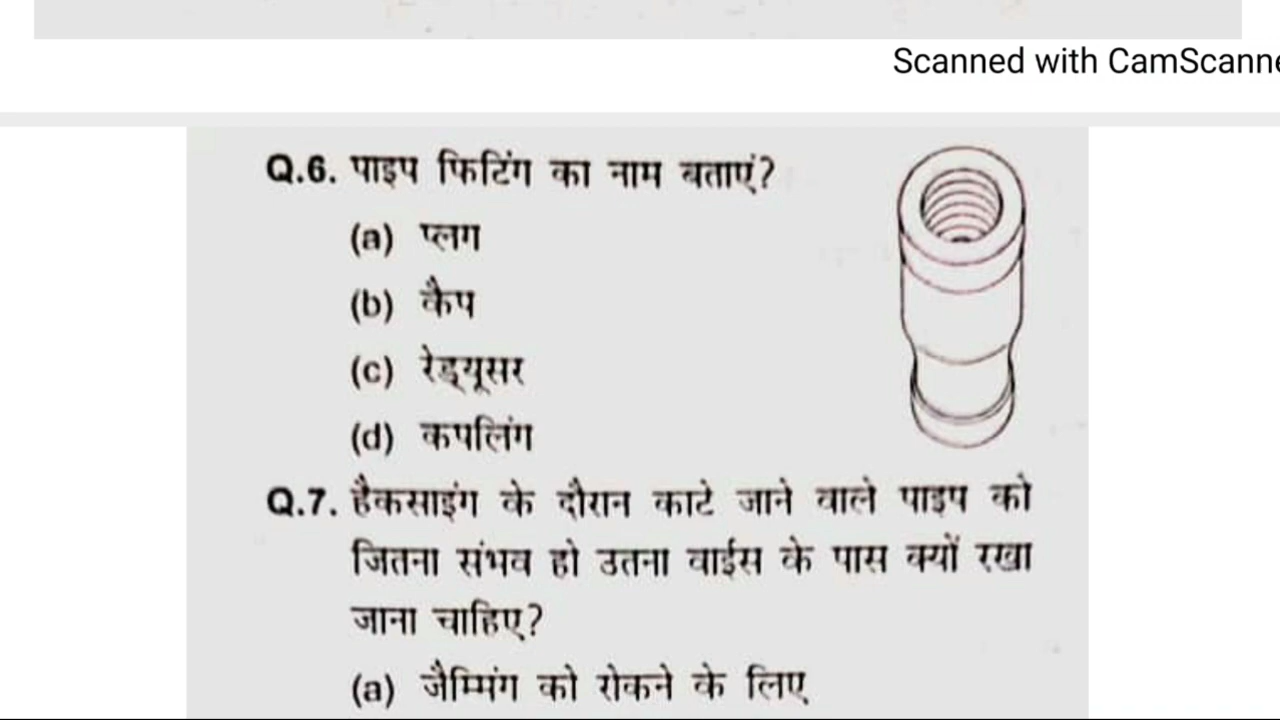 Scanned with CamScanne
Q.6. पाइप फिटिंग का नाम बताएं?
(a) प्लग
(b) कैप
(c) रेड्यूसर
(d) कपलिंग
Q.7. हैकसाइंग के दौरान काटे जाने वाले पाइप को
जितना संभव हो उतना वाईस के पास क्यों रखा
जाना चाहिए?
(a) जैम्मिंग को रोकने के लिए